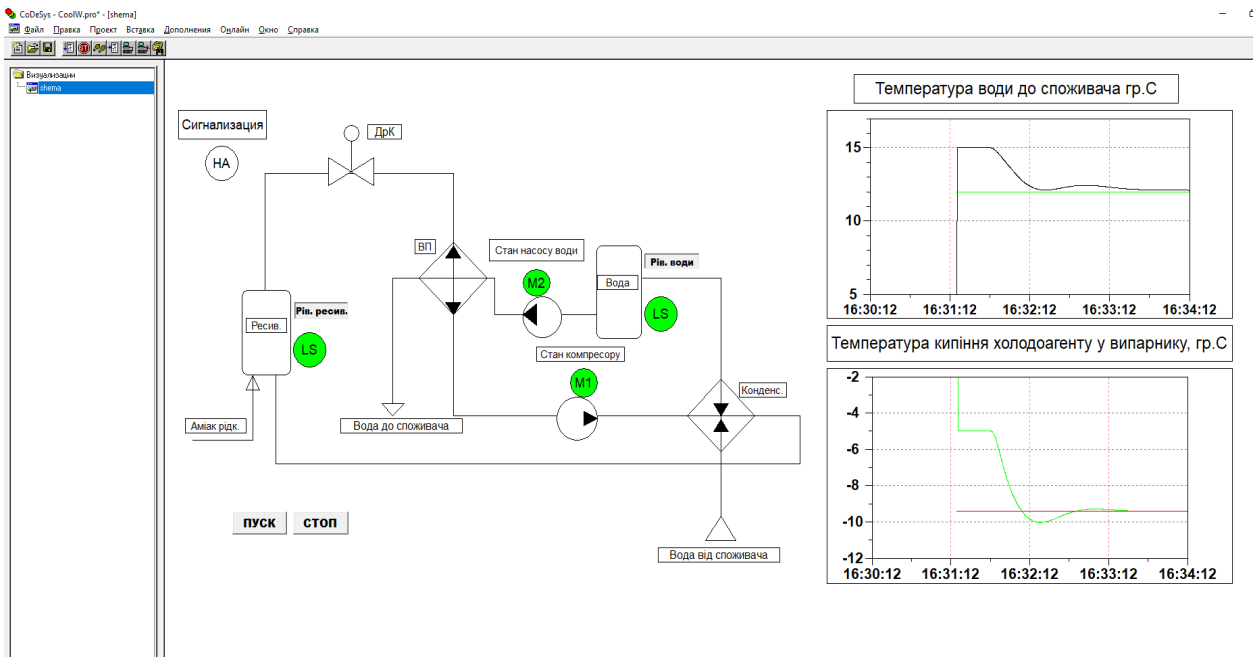 CoDeSys - CoolW.pro* - [shema]
Файл Правка Проект Вставка Дополнения Онлайн Окно Справка
Визуализации
shema
Сигнализация
НА
ДрК
ВП
Стан насосу води
М2
Вода
Рів. води
LS
Ресив.
Рів. ресив.
LS
Стан компресору
М1
Конденс.
Аміак рідк.
Вода до споживача
ПУСК СТОП
Вода від споживача
Температура води до споживача гр.С
15
10
5
16:30:12 16:31:12 16:32:12 16:33:12 16:34:12
Температура кипіння холодоагенту у випарнику, гр.С
-2
-4
-6
-8
-10
-12
16:30:12 16:31:12 16:32:12 16:33:12 16:34:12